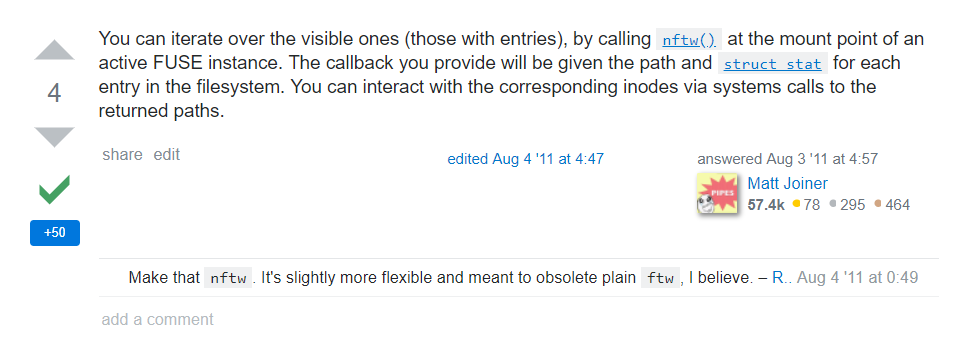 You can iterate over the visible ones (those with entries), by calling nftw() at the mount point of an
active FUSE instance. The callback you provide will be given the path and struct stat for each
entry in the filesystem. You can interact with the corresponding inodes via systems calls to the
returned paths.
4
share edit
edited Aug 4 '11 at 4:47
answered Aug 3 '11 at 4:57
PIPES
Matt Joiner
57.4k 78 295 464
+50
Make that nftw . It's slightly more flexible and meant to obsolete plain ftw , I believe. – R.. Aug 4 '11 at 0:49
add a comment